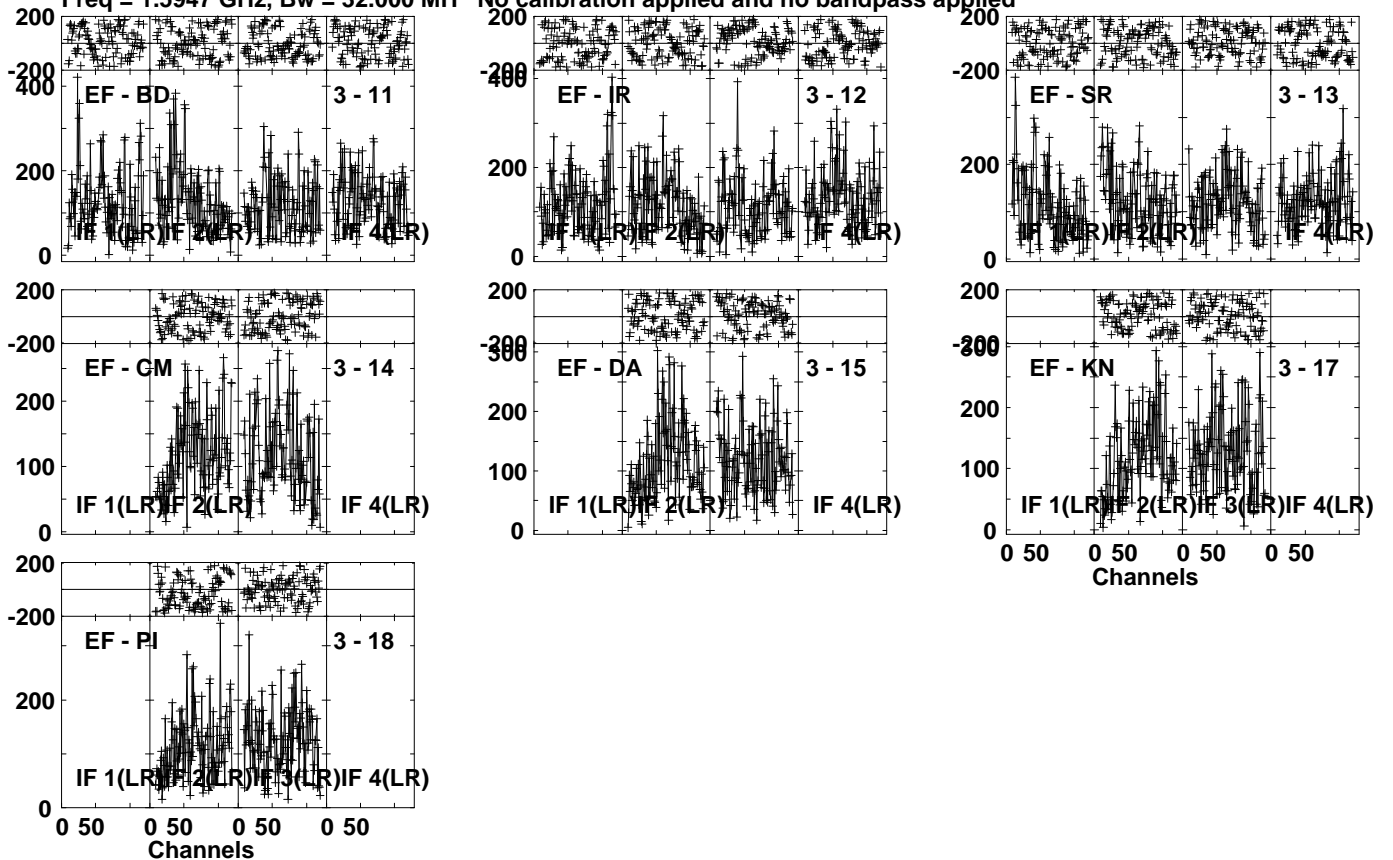 Freq = 1.5947 GHz, Bw = 32.000 MH No calibration applied and no bandpass applied
200
-200
400
200
0
EF - BD
3 - 11
IF 1(LR) IF 2(LR) IF 4(LR)
200
-200
400
200
0
EF - IR
3 - 12
IF 1(LR) IF 2(LR) IF 4(LR)
200
-200
200
0
EF - SR
3 - 13
IF 1(LR) IF 2(LR) IF 4(LR)
200
-200
200
100
0
EF - CM
3 - 14
IF 1(LR) IF 2(LR) IF 4(LR)
200
-200
300
200
100
0
EF - DA
3 - 15
IF 1(LR) IF 2(LR) IF 4(LR)
200
-200
300
200
100
0
EF - KN
3 - 17
IF 1(LR) IF 2(LR) IF 3(LR) IF 4(LR)
0 50 0 50 0 50 0 50
Channels
200
-200
200
0
EF - PI
3 - 18
IF 1(LR) IF 2(LR) IF 3(LR) IF 4(LR)
0 50 0 50 0 50 0 50
Channels